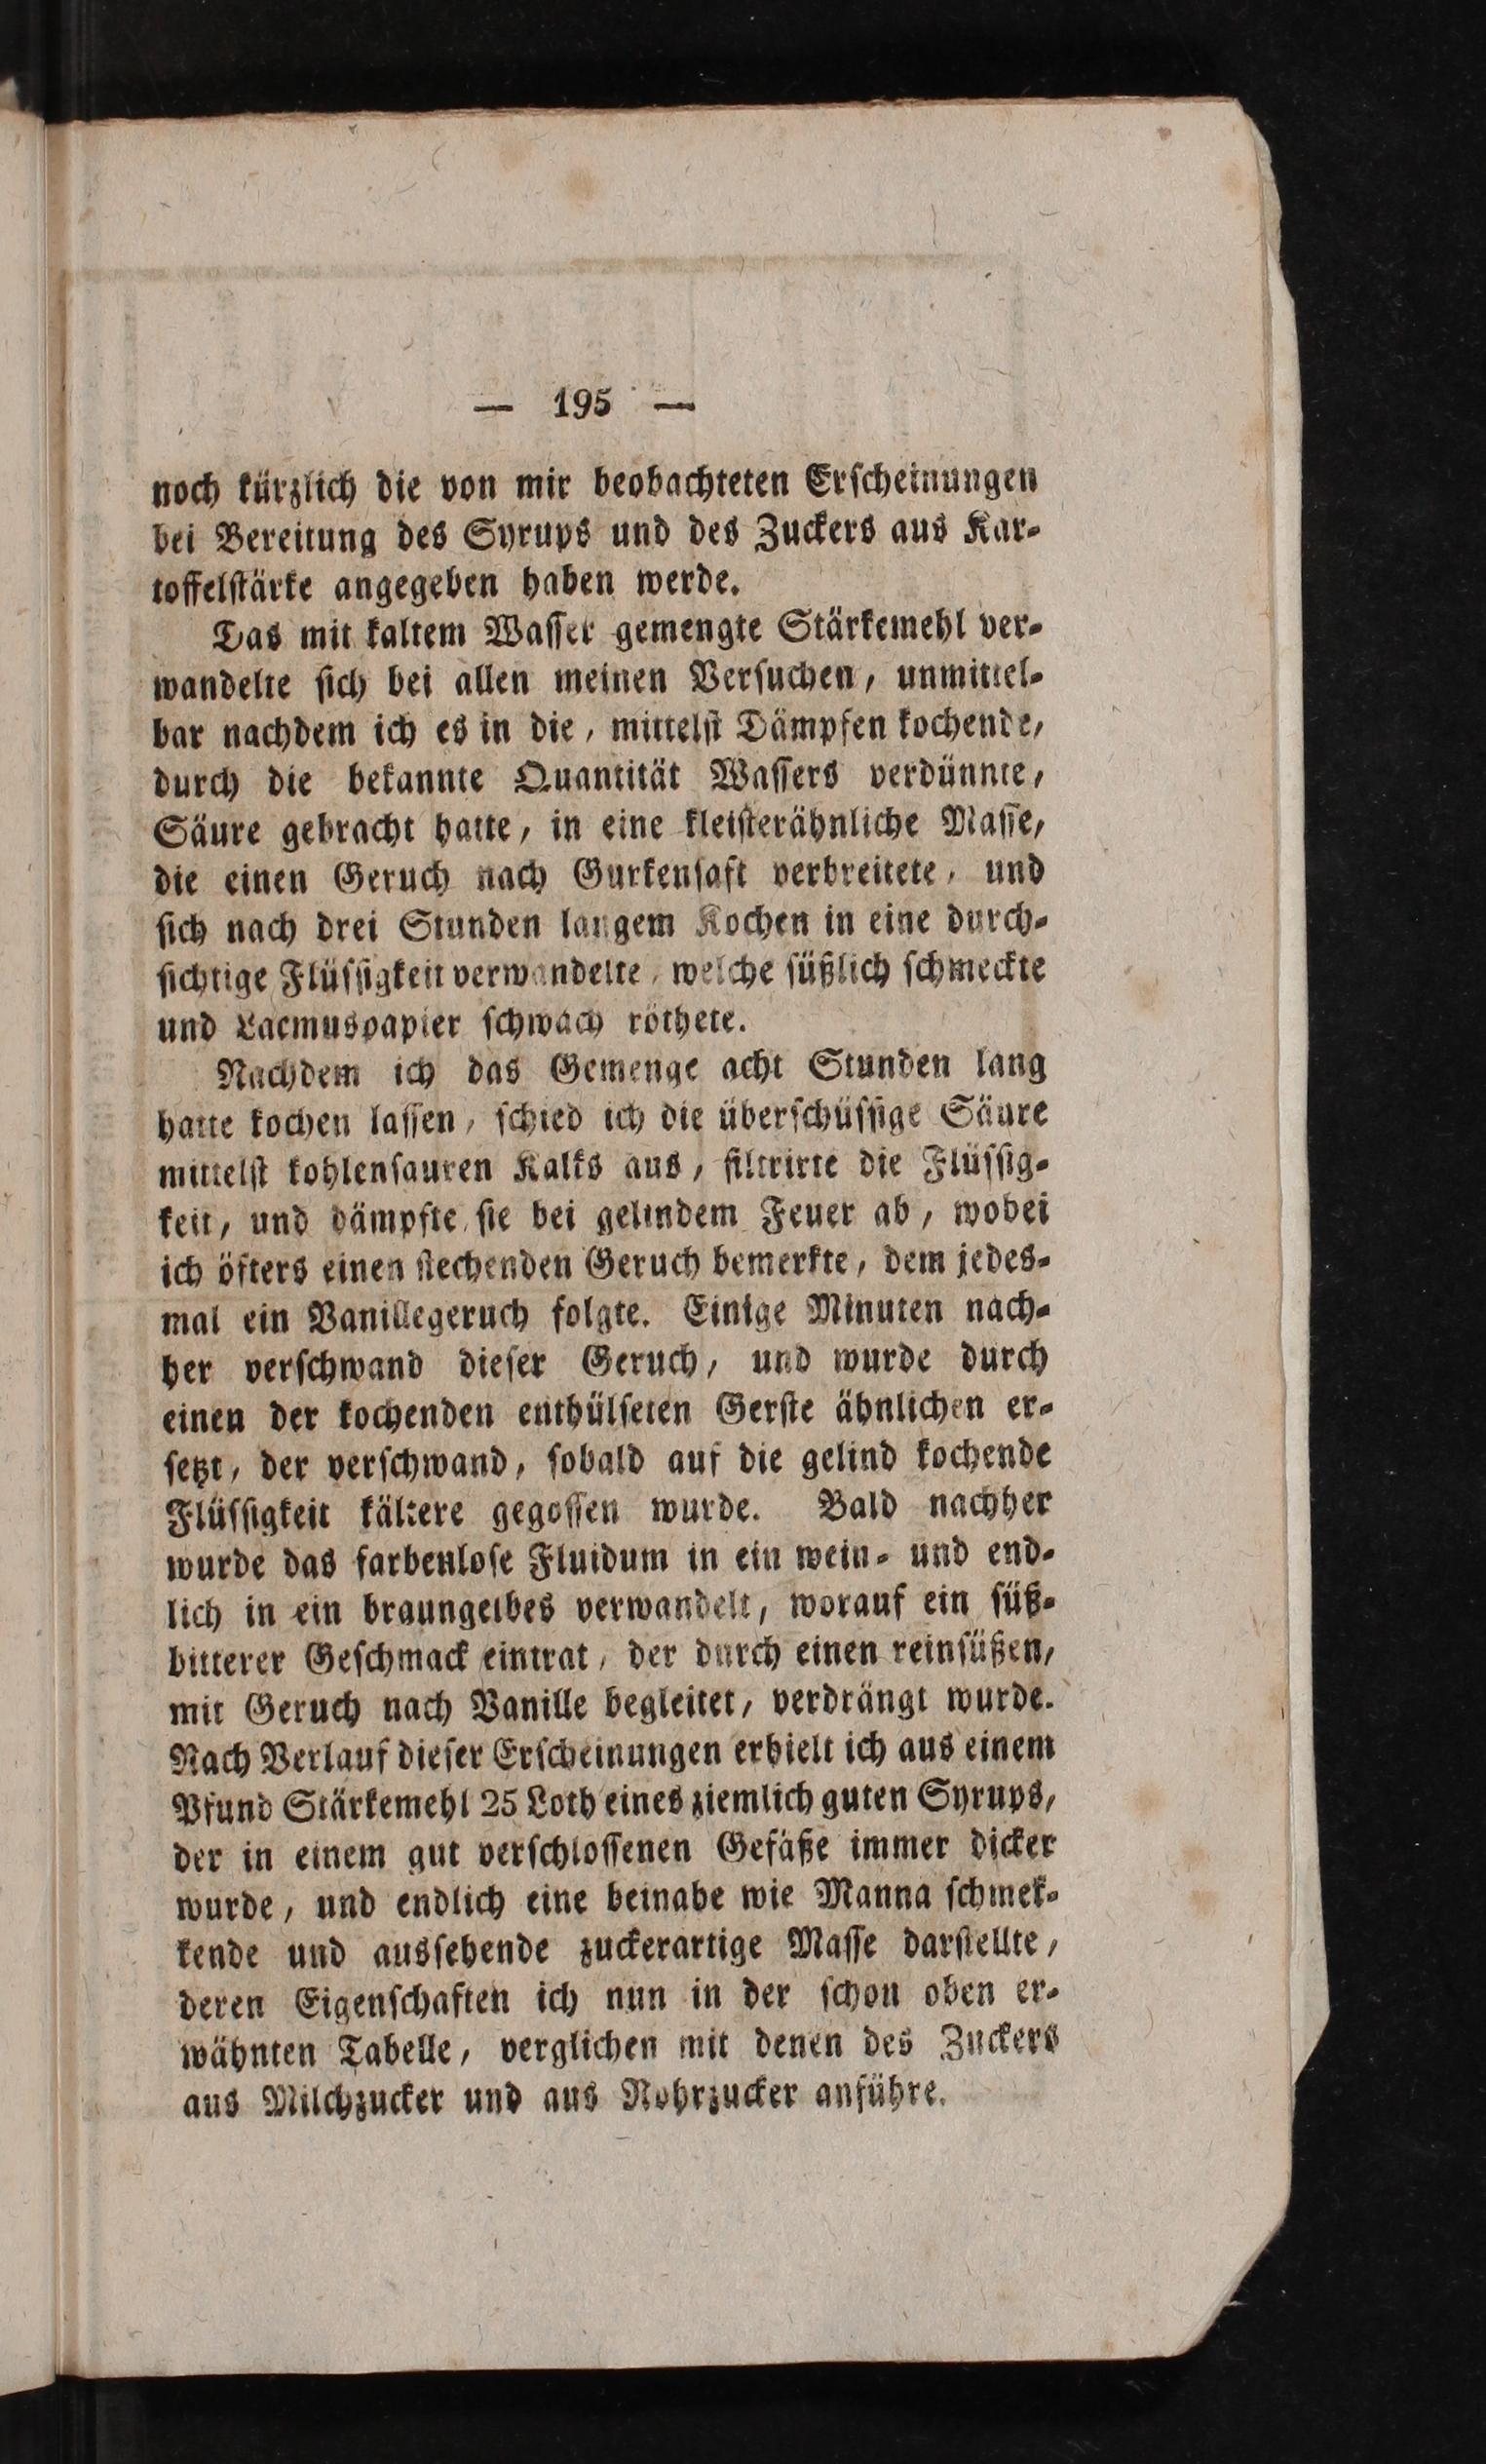 — 195 —
noch kürzlich die von mir beobachteten Erſcheinungen
bei Bereitung des Syrups und des Zuckers aus Kar-
toffelſtärke angegeben haben werde.
Das mit kaltem Waſſer gemengte Stärkemehl ver-
wandelte ſich bei allen meinen Verſuchen, unmittel-
bar nachdem ich es in die, mittelſt Dämpfen kochende,
durch die bekannte Quantität Waſſers verdünnte,
Säure gebracht hatte, in eine kleiſterähnliche Maſſe,
die einen Geruch nach Gurkenſaft verbreitete, und
ſich nach drei Stunden langem Kochen in eine durch-
ſichtige Flüſſigkeit verwandelte, welche ſüßlich ſchmeckte
und Lacmuspapier ſchwach röthete.
Nachdem ich das Gemenge acht Stunden lang
hatte kochen laſſen, ſchied ich die überſchüſſige Säure
mittelſt kohlenſauren Kalks aus, filtrirte die Flüſſig-
keit, und dämpfte ſie bei gelindem Feuer ab, wobei
ich öfters einen ſtechenden Geruch bemerkte, dem jedes-
mal ein Vanillegeruch folgte. Einige Minuten nach-
her verſchwand dieſer Geruch, und wurde durch
einen der kochenden enthülſeten Gerſte ähnlichen er-
ſetzt, der verſchwand, ſobald auf die gelind kochende
Flüſſigkeit kältere gegoſſen wurde. Bald nachher
wurde das farbenloſe Fluidum in ein wein- und end-
lich in ein braungelbes verwandelt, worauf ein ſüß-
bitterer Geſchmack eintrat, der durch einen reinſüßen,
mit Geruch nach Vanille begleitet, verdrängt wurde.
Nach Verlauf dieſer Erſcheinungen erhielt ich aus einem
Pfund Stärkemehl 25 Loth eines ziemlich guten Syrups,
der in einem gut verſchloſſenen Gefäße immer dicker
wurde, und endlich eine beinahe wie Manna ſchmek-
kende und ausſehende zuckerartige Maſſe darſtellte,
deren Eigenſchaften ich nun in der ſchon oben er-
wähnten Tabelle, verglichen mit denen des Zuckers
aus Milchzucker und aus Rohrzucker anführe.